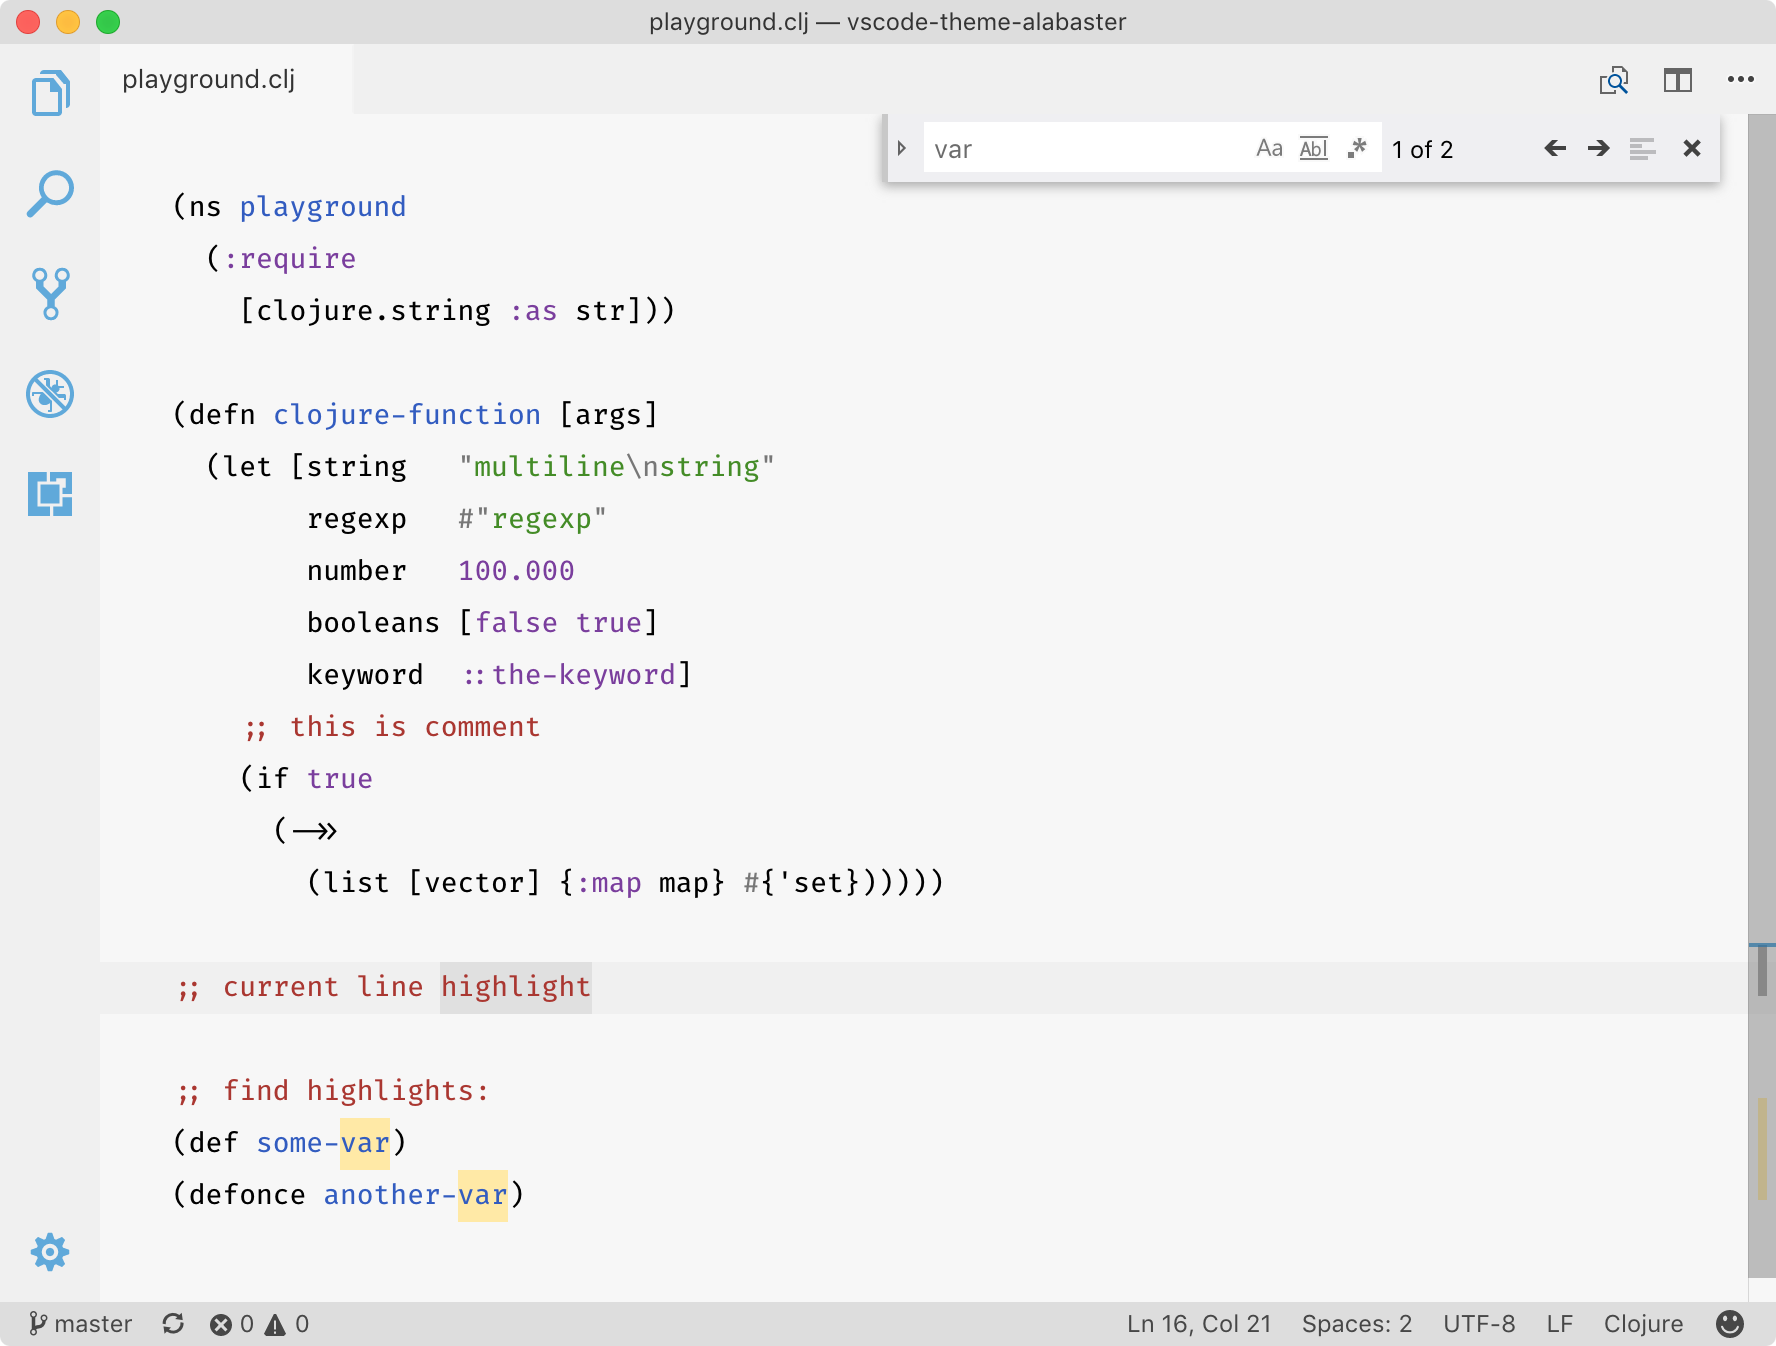 playground.clj — vscode-theme-alabaster
playground.clj
var Aa Abl .* 1 of 2
(ns playground
  (:require
    [clojure.string :as str]))
(defn clojure-function [args]
  (let [string   "multiline\nstring"
        regexp   #"regexp"
        number   100.000
        booleans [false true]
        keyword  ::the-keyword]
    ;; this is comment
    (if true
      (->>
        (list [vector] {:map map} #{'set})))))
;; current line highlight
;; find highlights:
(def some-var)
(defonce another-var)
master 0 0 Ln 16, Col 21 Spaces: 2 UTF-8 LF Clojure